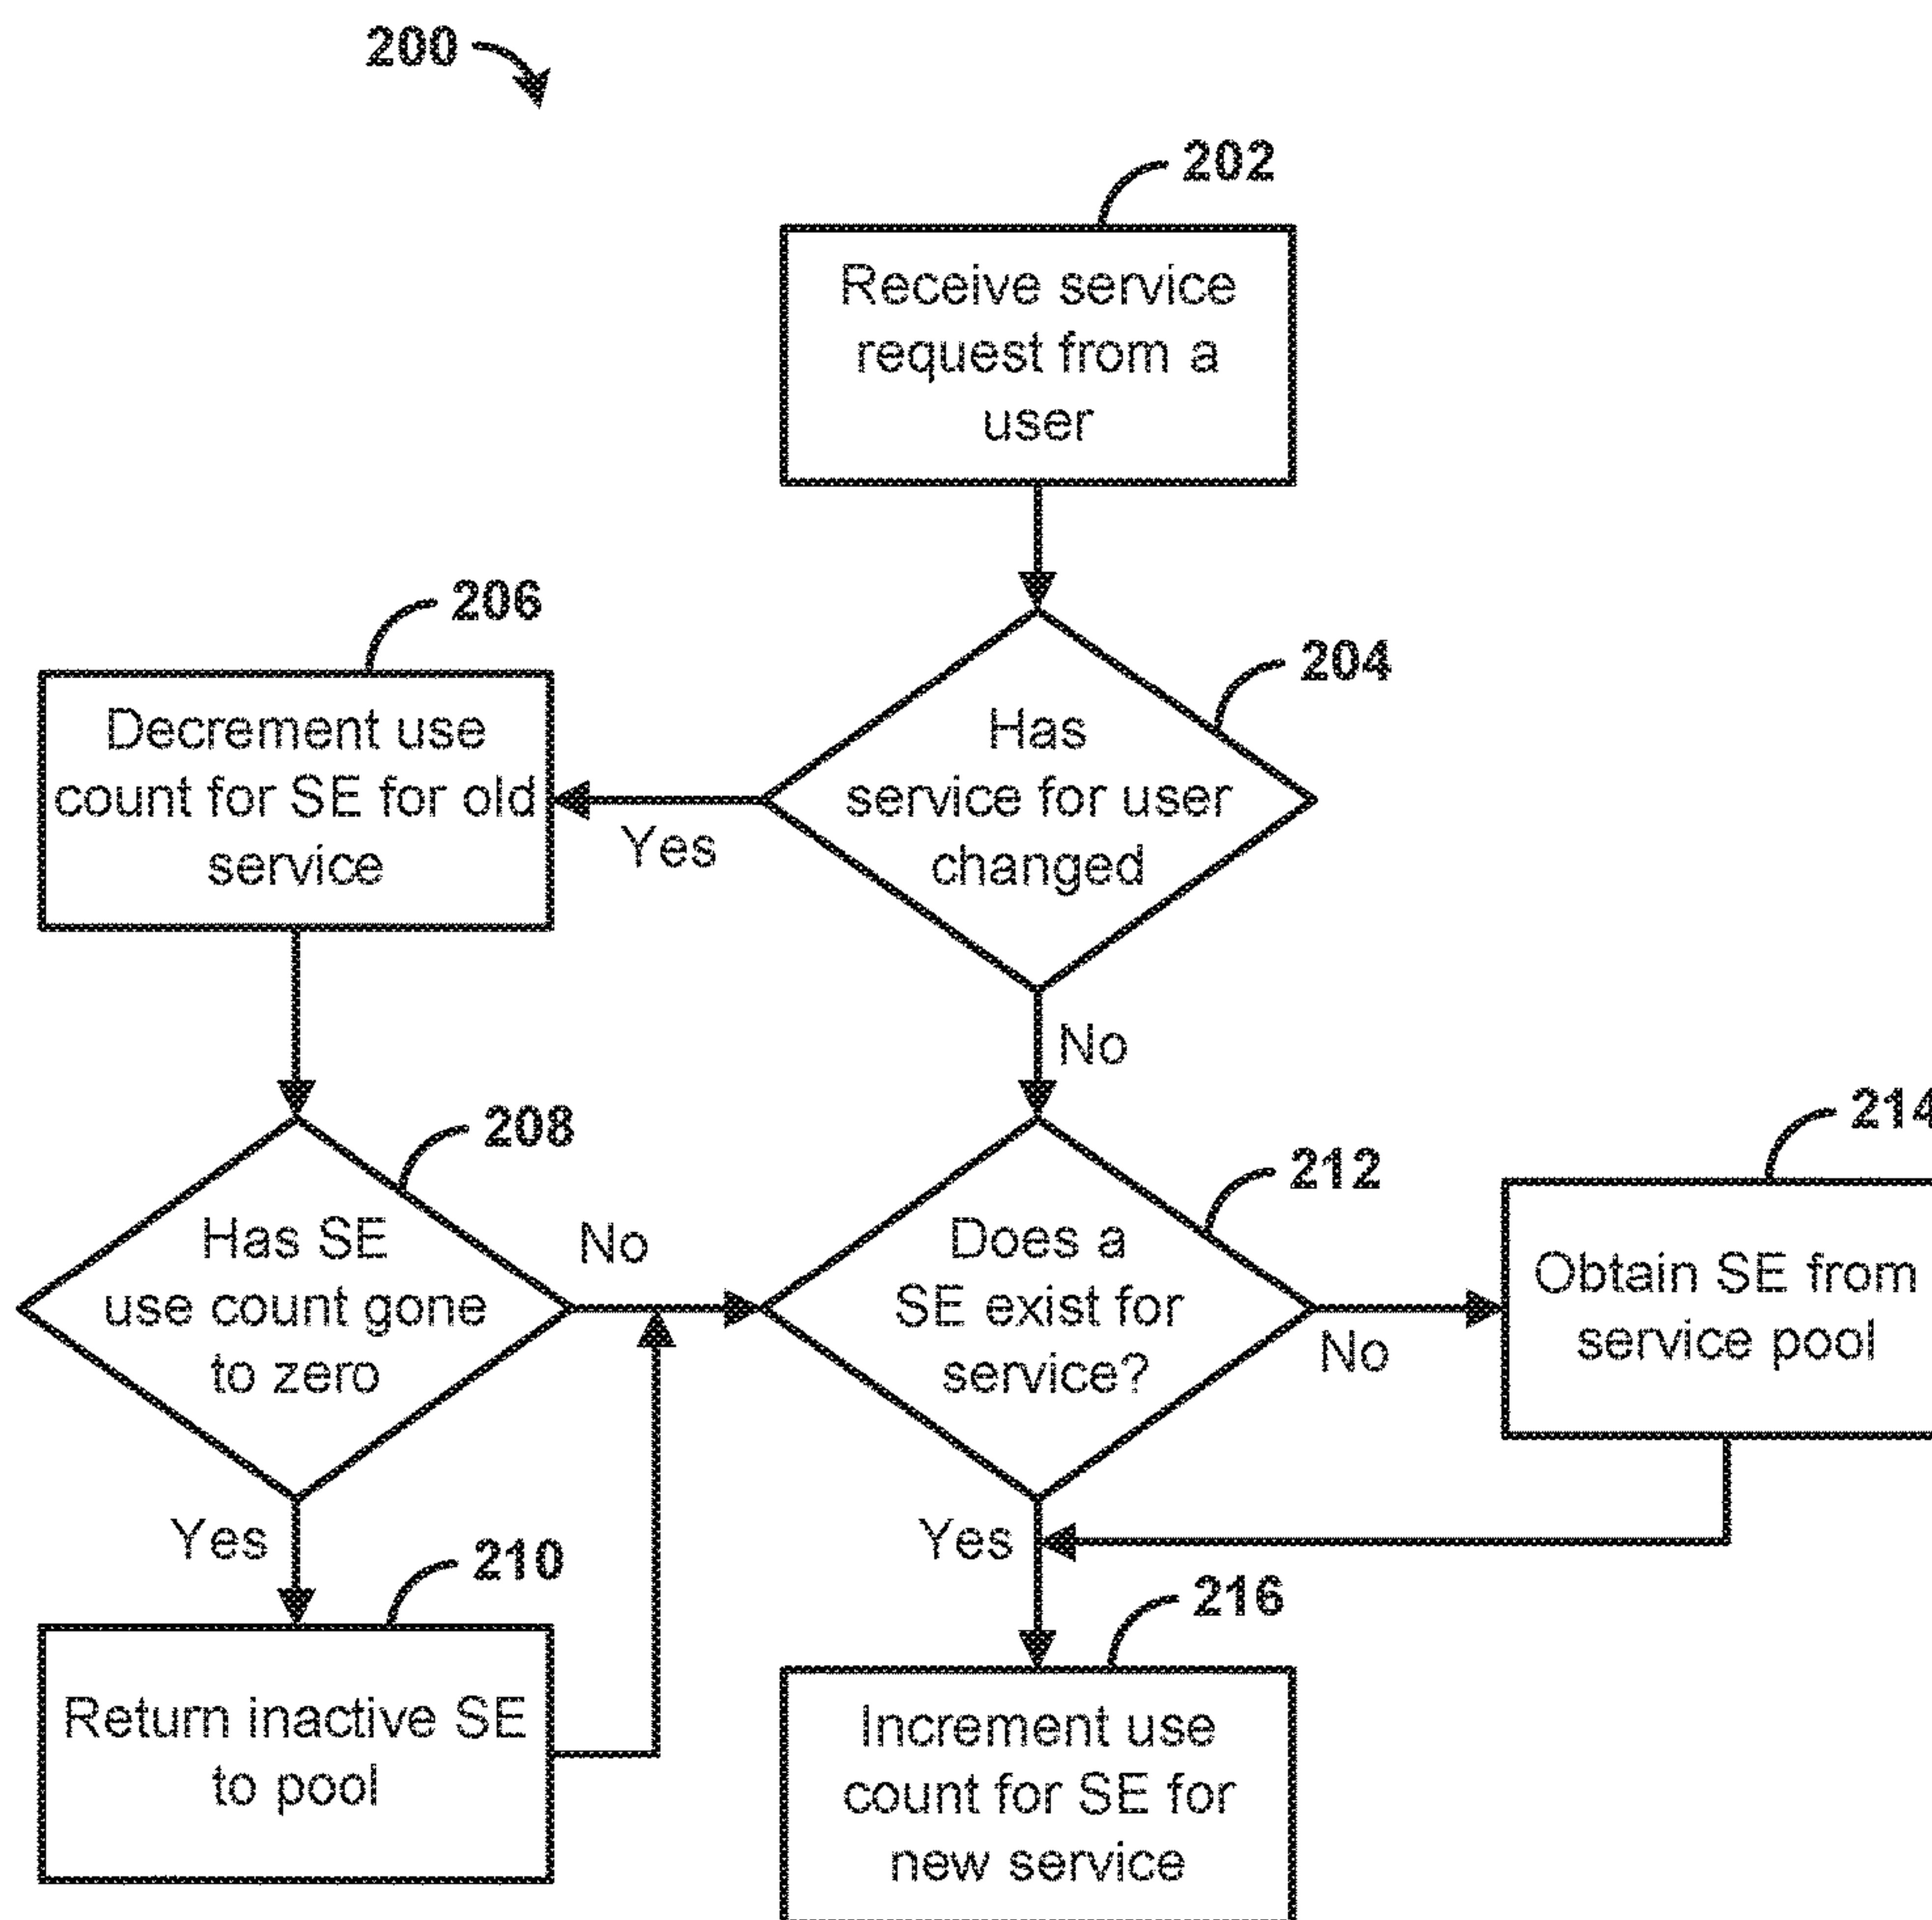 200
202
Receive service
request from a
user
206
204
Decrement use
count for SE for old
service
Has
service for user
changed
Yes
No
208
212
214
Has SE
use count gone
to zero
No
Does a
SE exist for
service?
No
Obtain SE from
service pool
Yes
Yes
210
216
Return inactive SE
to pool
Increment use
count for SE for
new service